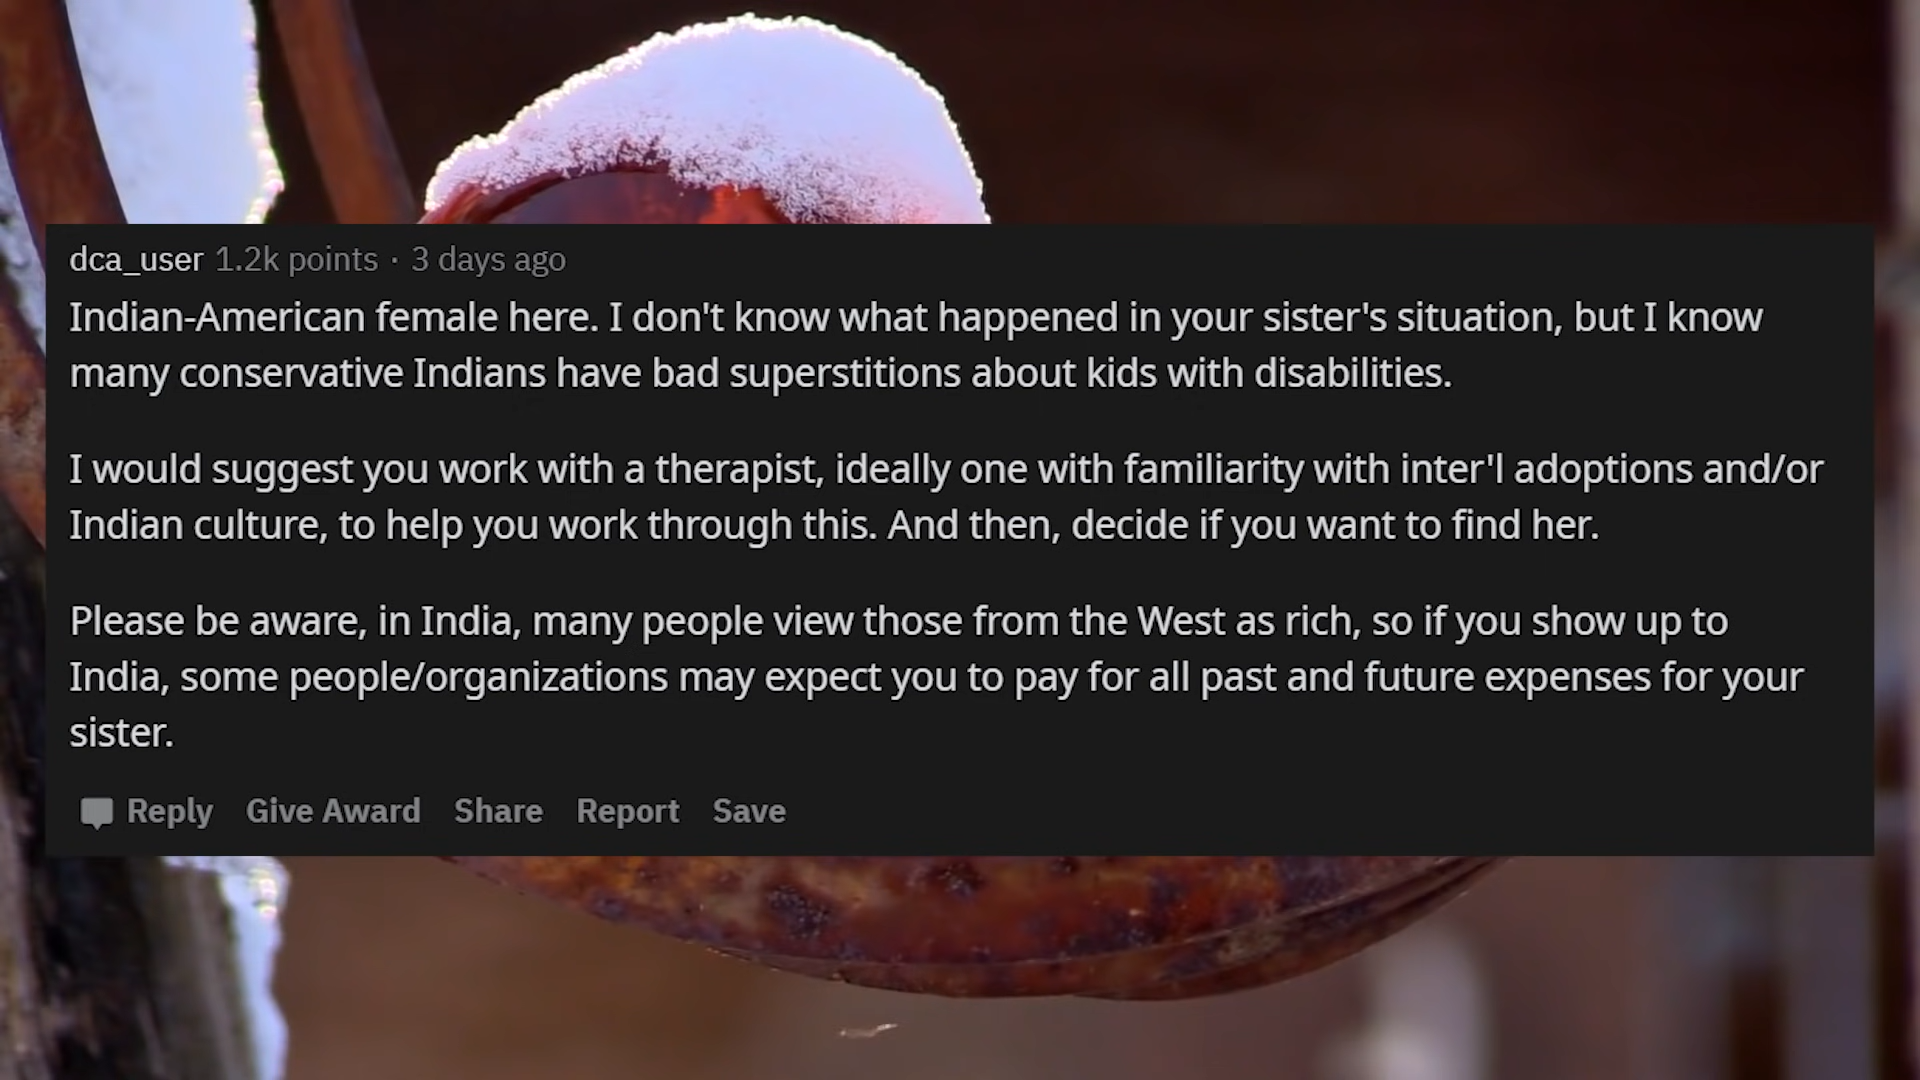 dca_user 1.2k points · 3 days ago
Indian-American female here. I don't know what happened in your sister's situation, but I know
many conservative Indians have bad superstitions about kids with disabilities.
I would suggest you work with a therapist, ideally one with familiarity with inter'l adoptions and/or
Indian culture, to help you work through this. And then, decide if you want to find her.
Please be aware, in India, many people view those from the West as rich, so if you show up to
India, some people/organizations may expect you to pay for all past and future expenses for your
sister.
Reply Give Award Share Report Save